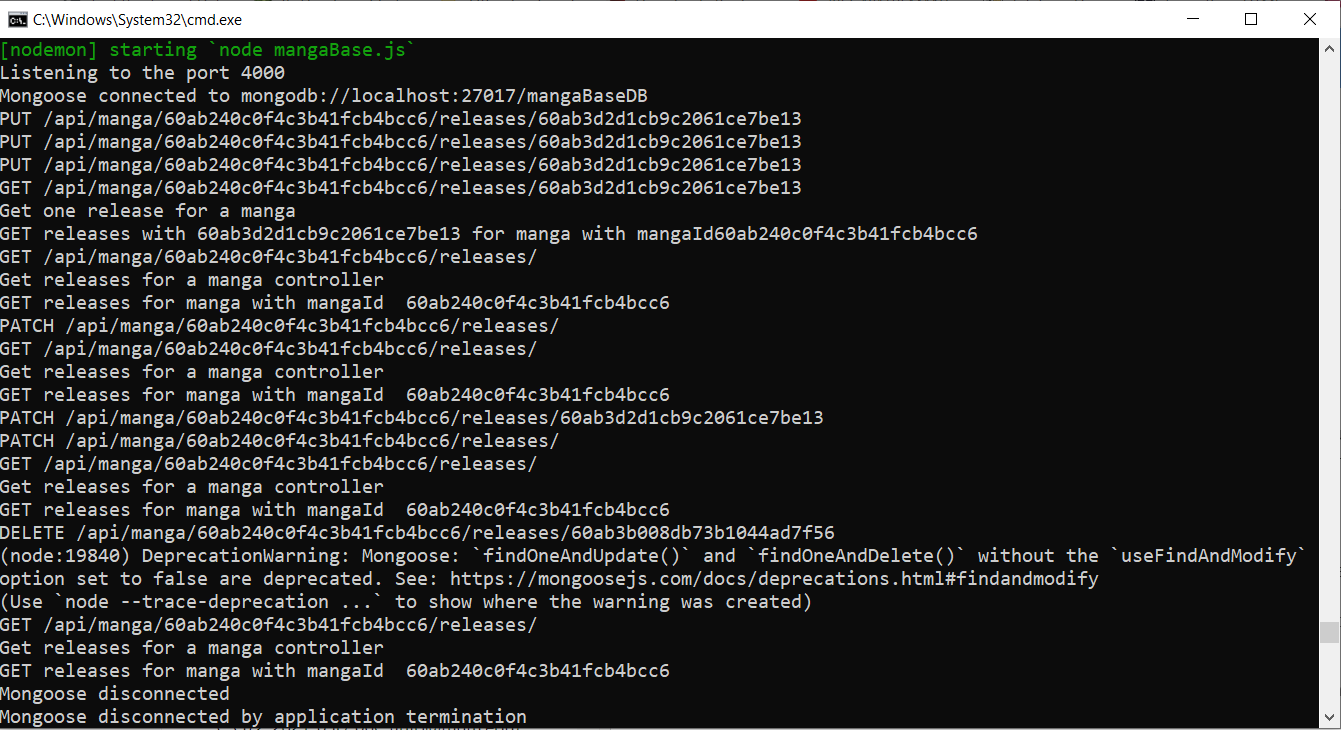 C:\Windows\System32\cmd.exe
[nodemon] starting `node mangaBase.js`
Listening to the port 4000
Mongoose connected to mongodb://localhost:27017/mangaBaseDB
PUT /api/manga/60ab240c0f4c3b41fcb4bcc6/releases/60ab3d2d1cb9c2061ce7be13
PUT /api/manga/60ab240c0f4c3b41fcb4bcc6/releases/60ab3d2d1cb9c2061ce7be13
PUT /api/manga/60ab240c0f4c3b41fcb4bcc6/releases/60ab3d2d1cb9c2061ce7be13
GET /api/manga/60ab240c0f4c3b41fcb4bcc6/releases/60ab3d2d1cb9c2061ce7be13
Get one release for a manga
GET releases with 60ab3d2d1cb9c2061ce7be13 for manga with mangaId60ab240c0f4c3b41fcb4bcc6
GET /api/manga/60ab240c0f4c3b41fcb4bcc6/releases/
Get releases for a manga controller
GET releases for manga with mangaId  60ab240c0f4c3b41fcb4bcc6
PATCH /api/manga/60ab240c0f4c3b41fcb4bcc6/releases/
GET /api/manga/60ab240c0f4c3b41fcb4bcc6/releases/
Get releases for a manga controller
GET releases for manga with mangaId  60ab240c0f4c3b41fcb4bcc6
PATCH /api/manga/60ab240c0f4c3b41fcb4bcc6/releases/60ab3d2d1cb9c2061ce7be13
PATCH /api/manga/60ab240c0f4c3b41fcb4bcc6/releases/
GET /api/manga/60ab240c0f4c3b41fcb4bcc6/releases/
Get releases for a manga controller
GET releases for manga with mangaId  60ab240c0f4c3b41fcb4bcc6
DELETE /api/manga/60ab240c0f4c3b41fcb4bcc6/releases/60ab3b008db73b1044ad7f56
(node:19840) DeprecationWarning: Mongoose: `findOneAndUpdate()` and `findOneAndDelete()` without the `useFindAndModify`
option set to false are deprecated. See: https://mongoosejs.com/docs/deprecations.html#findandmodify
(Use `node --trace-deprecation ...` to show where the warning was created)
GET /api/manga/60ab240c0f4c3b41fcb4bcc6/releases/
Get releases for a manga controller
GET releases for manga with mangaId  60ab240c0f4c3b41fcb4bcc6
Mongoose disconnected
Mongoose disconnected by application termination